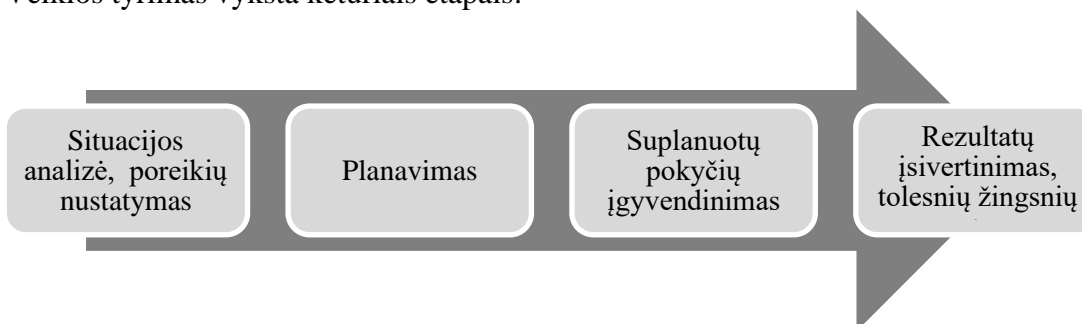 Veiklos tyrimas vyksta keturiais etapais:
Situacijos
analizė, poreikių
nustatymas
Planavimas
Suplanuotų
pokyčių
įgyvendinimas
Rezultatų
įsivertinimas,
tolesnių žingsnių